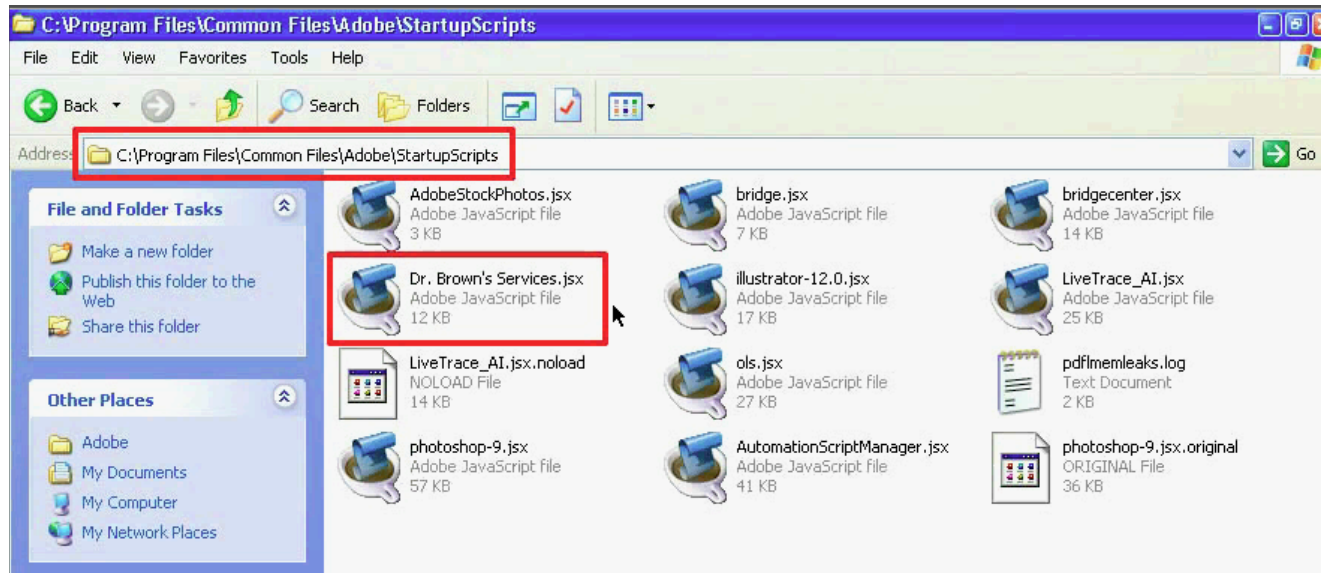 C:\Program Files\Common Files\Adobe\StartupScripts
File Edit View Favorites Tools Help
Back Search Folders
Address C:\Program Files\Common Files\Adobe\StartupScripts Go
File and Folder Tasks
Make a new folder
Publish this folder to the
Web
Share this folder
Other Places
Adobe
My Documents
My Computer
My Network Places
AdobeStockPhotos.jsx
Adobe JavaScript file
3 KB
bridge.jsx
Adobe JavaScript file
7 KB
bridgecenter.jsx
Adobe JavaScript file
14 KB
Dr. Brown's Services.jsx
Adobe JavaScript file
12 KB
illustrator-12.0.jsx
Adobe JavaScript file
17 KB
LiveTrace_AI.jsx
Adobe JavaScript file
25 KB
LiveTrace_AI.jsx.noload
NOLOAD File
14 KB
ols.jsx
Adobe JavaScript file
27 KB
pdflmemleaks.log
Text Document
2 KB
photoshop-9.jsx
Adobe JavaScript file
57 KB
AutomationScriptManager.jsx
Adobe JavaScript file
41 KB
photoshop-9.jsx.original
ORIGINAL File
36 KB